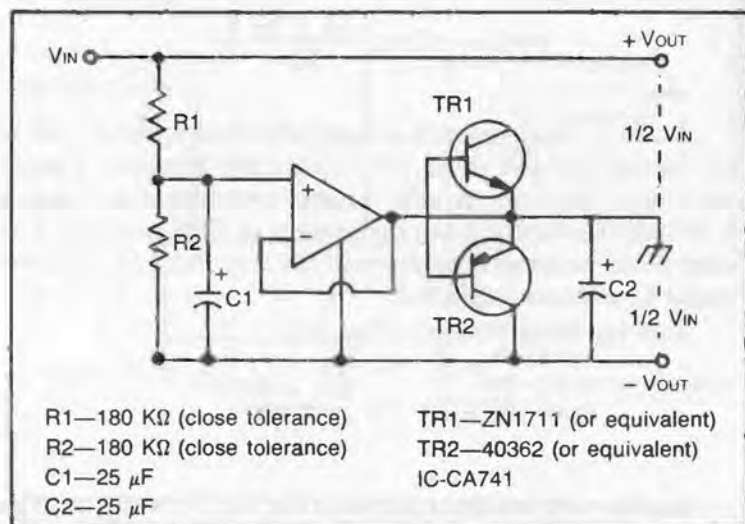 VIN
+ VOUT
TR1
R1
1/2 VIN
+
−
R2
+
C1
+
C2
TR2
1/2 VIN
− VOUT
R1—180 KΩ (close tolerance)
R2—180 KΩ (close tolerance)
C1—25 μF
C2—25 μF
TR1—ZN1711 (or equivalent)
TR2—40362 (or equivalent)
IC-CA741